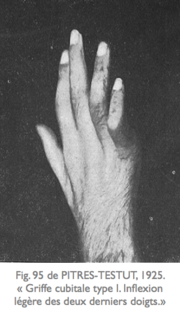 Fig. 95 de PITRES-TESTUT, 1925.
« Griffe cubitale type I. Inflexion
légère des deux derniers doigts.»